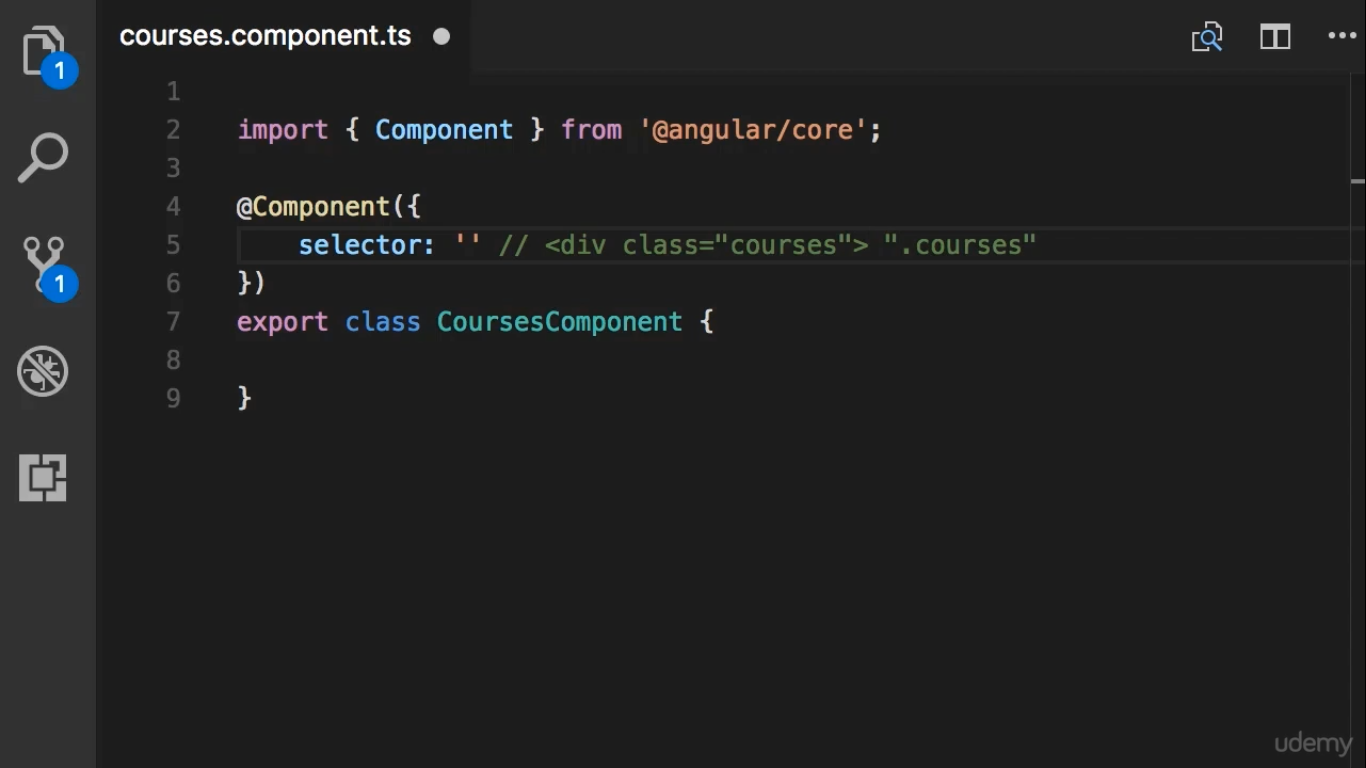 courses.component.ts
1
1
1
2 import { Component } from '@angular/core';
3
4 @Component({
5 selector: '' // <div class="courses"> ".courses"
6 })
7 export class CoursesComponent {
8
9 }
udemy